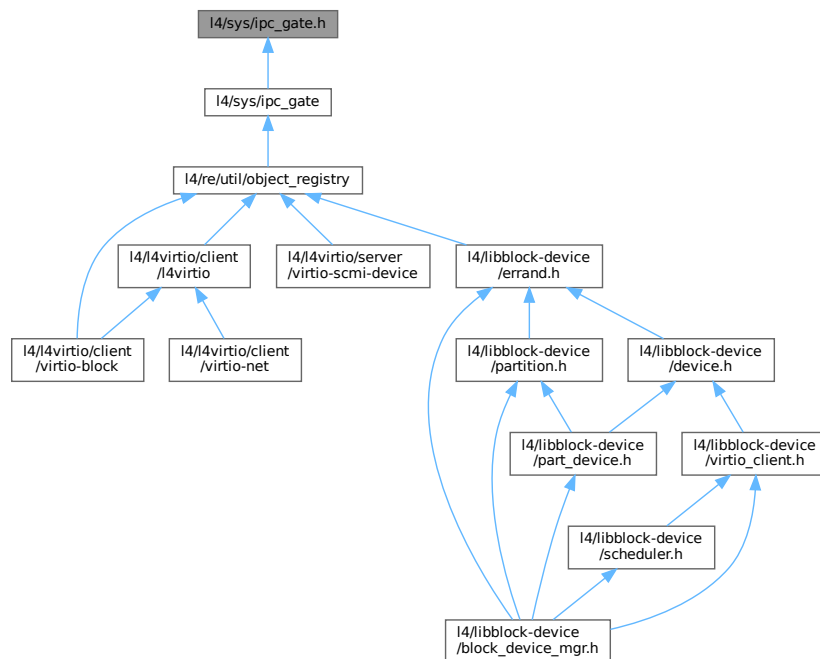 l4/sys/ipc_gate.h
l4/sys/ipc_gate
l4/re/util/object_registry
l4/l4virtio/client
/l4virtio
l4/l4virtio/server
/virtio-scmi-device
l4/libblock-device
/errand.h
l4/l4virtio/client
/virtio-block
l4/l4virtio/client
/virtio-net
l4/libblock-device
/partition.h
l4/libblock-device
/device.h
l4/libblock-device
/part_device.h
l4/libblock-device
/virtio_client.h
l4/libblock-device
/scheduler.h
l4/libblock-device
/block_device_mgr.h